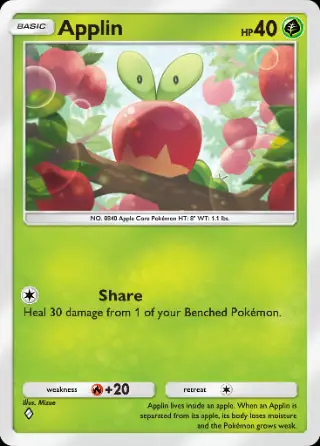 BASIC
Applin
HP40
NO. 0840 Apple Core Pokémon HT: 8" WT: 1.1 lbs.
Share
Heal 30 damage from 1 of your Benched Pokémon.
weakness +20 retreat
Illus. Mizue
Applin lives inside an apple. When an Applin is
separated from its apple, its body loses moisture
and the Pokémon grows weak.